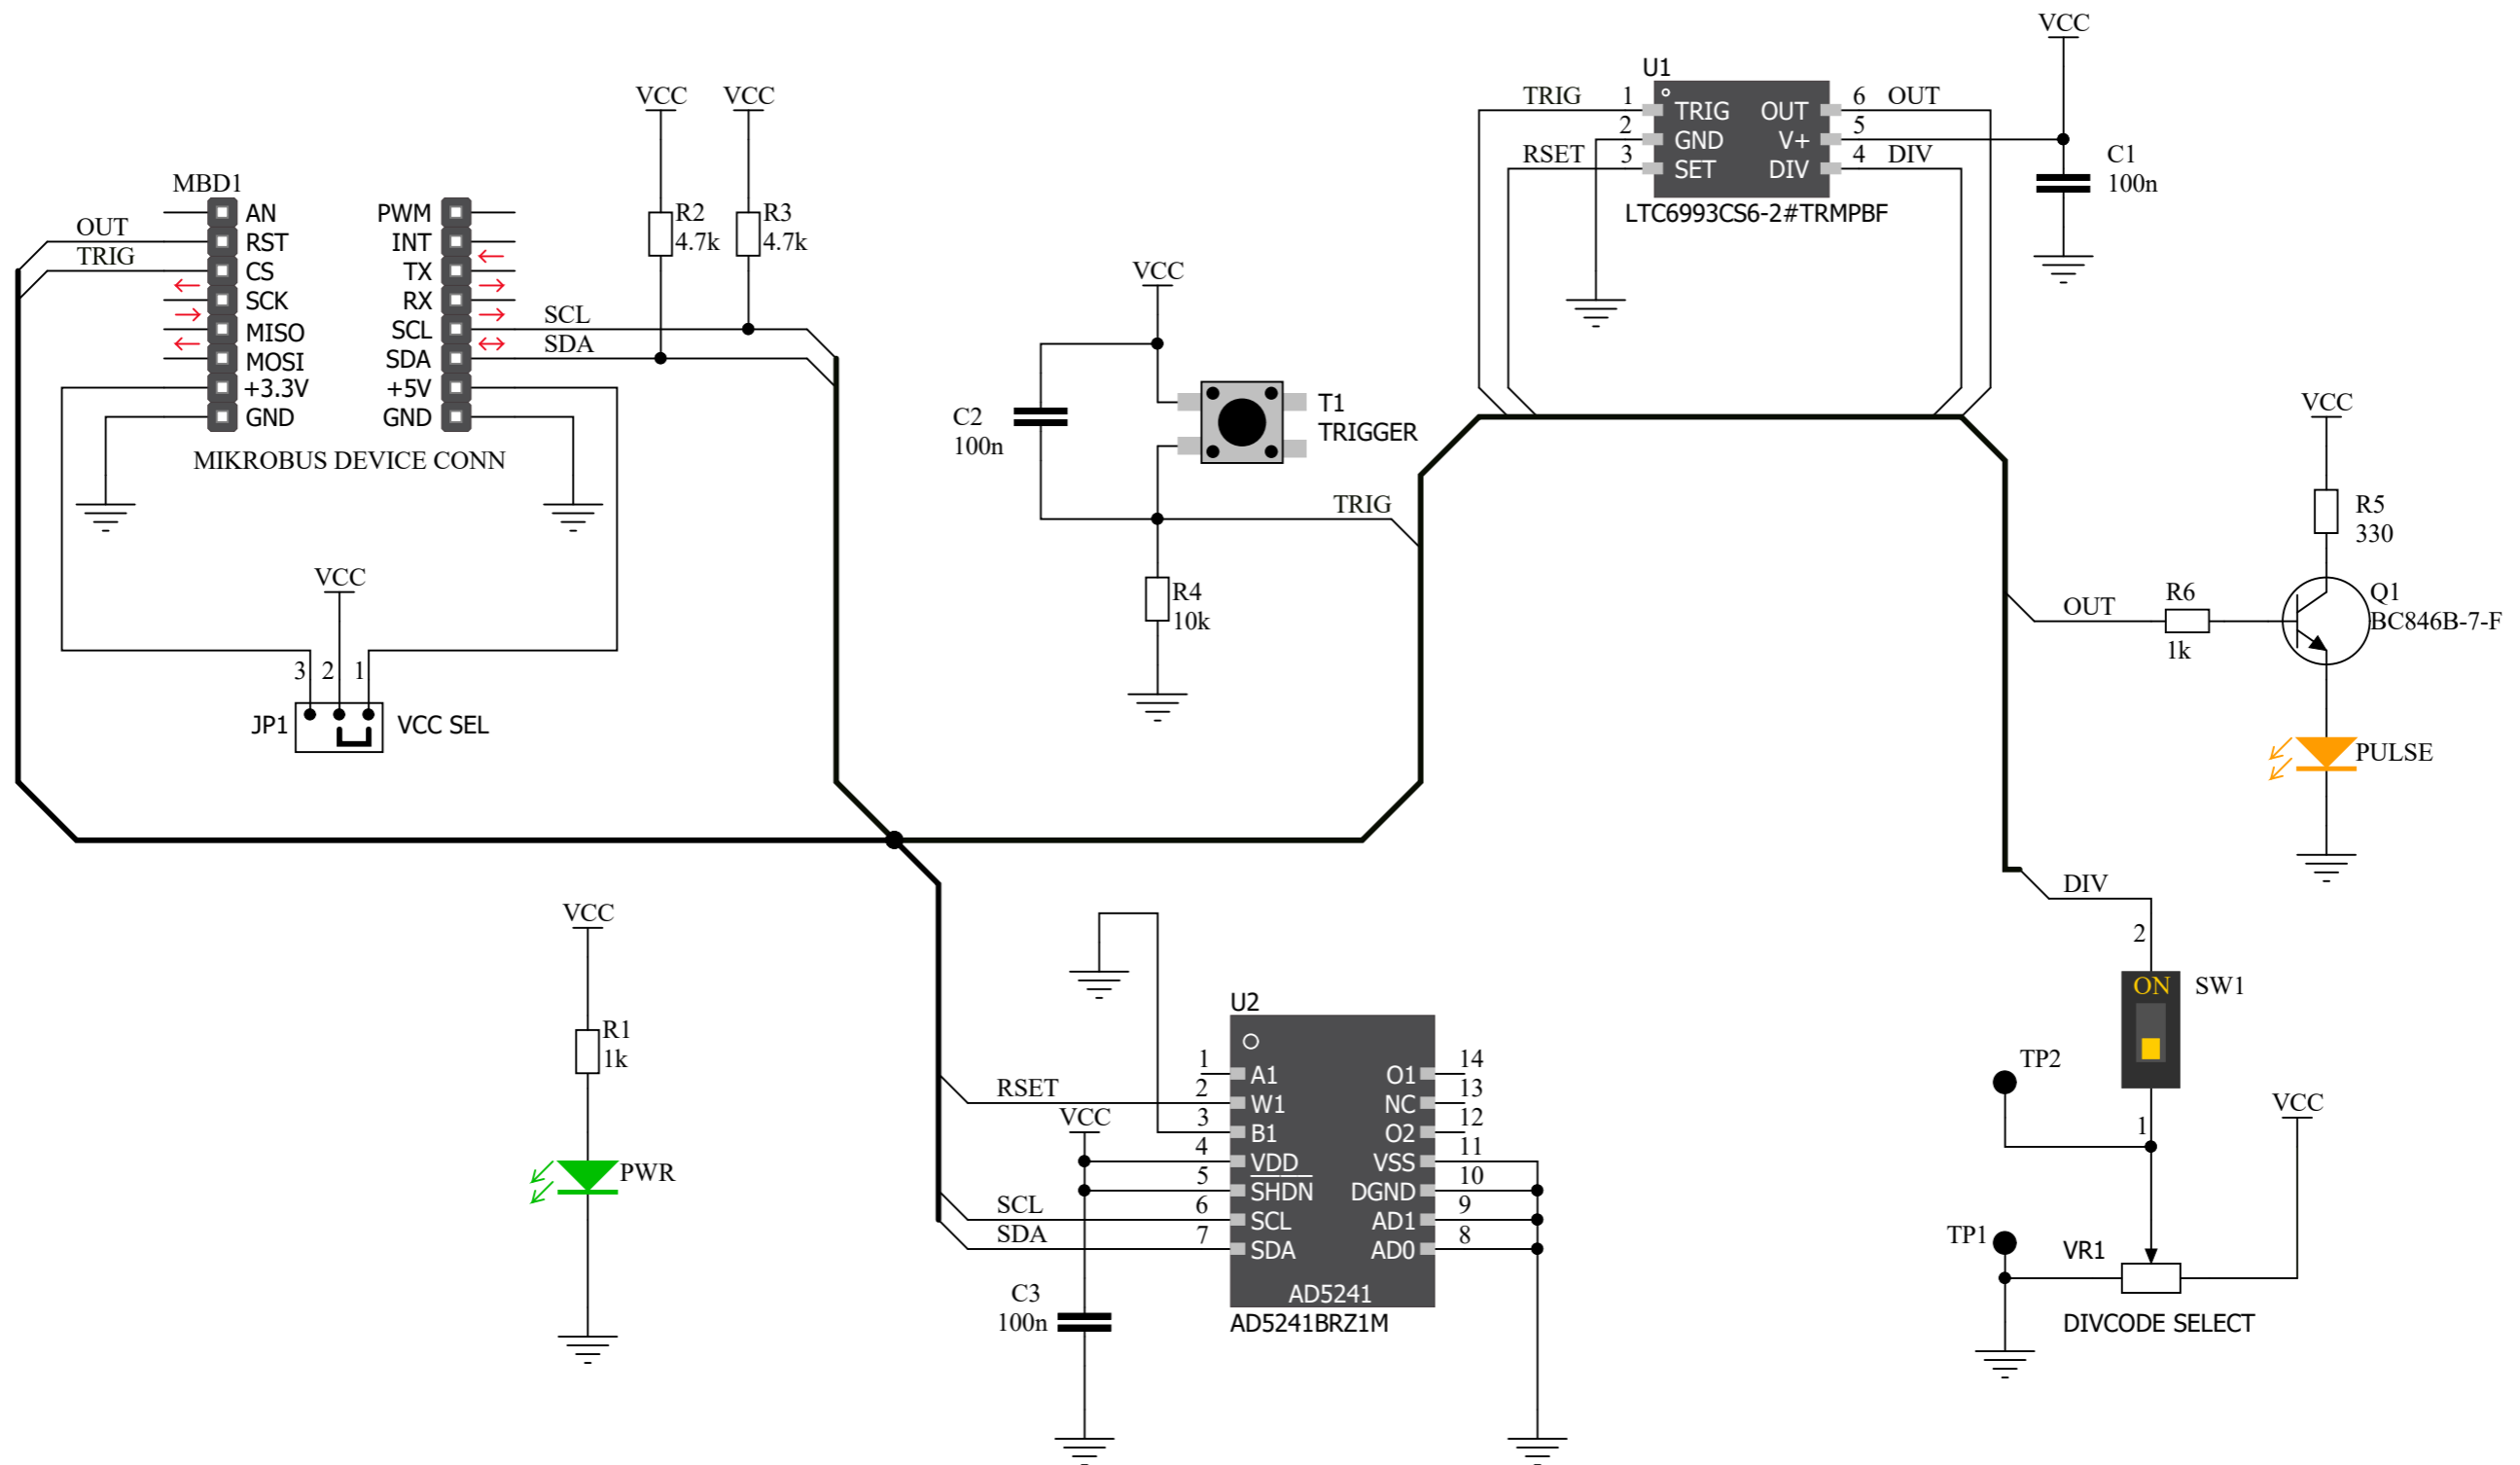 MBD1
AN
RST
CS
SCK
MISO
MOSI
+3.3V
GND
PWM
INT
TX
RX
SCL
SDA
+5V
GND
OUT
TRIG
SCL
SDA
MIKROBUS DEVICE CONN
VCC
VCC
R2
4.7k
R3
4.7k
VCC
3
2
1
JP1
VCC SEL
VCC
C2
100n
T1
TRIGGER
TRIG
R4
10k
U1
TRIG
1
2
RSET
3
TRIG
GND
SET
OUT
V+
DIV
6
OUT
5
4
DIV
LTC6993CS6-2#TRMPBF
VCC
C1
100n
VCC
R5
330
Q1
BC846B-7-F
OUT
R6
1k
PULSE
DIV
2
ON
SW1
1
TP2
TP1
VR1
VCC
DIVCODE SELECT
VCC
R1
1k
PWR
U2
1
2
3
4
5
6
7
A1
W1
B1
VDD
SHDN
SCL
SDA
O1
NC
O2
VSS
DGND
AD1
AD0
14
13
12
11
10
9
8
RSET
VCC
SCL
SDA
C3
100n
AD5241
AD5241BRZ1M